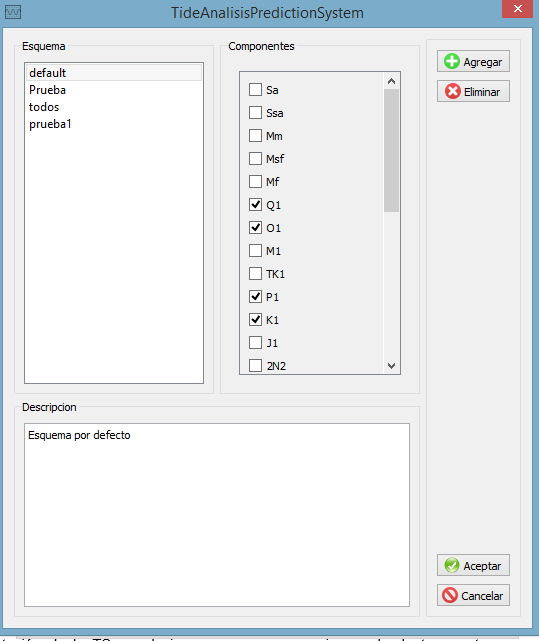 TideAnalisisPredictionSystem
Esquema
default
Prueba
todos
prueba1
Componentes
Sa
Ssa
Mm
Msf
Mf
Q1
O1
M1
TK1
P1
K1
J1
2N2
Agregar
Eliminar
Descripcion
Esquema por defecto
Aceptar
Cancelar